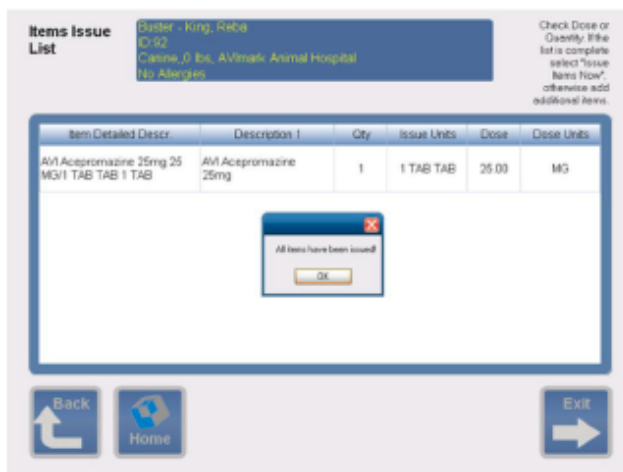 Items Issue
List
Buster - King, Reba
ID:92
Canine,,0 lbs, AVImark Animal Hospital
No Allergies
Check Dose or
Quantity. If the
list is complete
select "Issue
Items Now",
otherwise add
additional items.
Item Detailed Descr. Description 1 Qty Issue Units Dose Dose Units
AVI Acepromazine 25mg 25 AVI Acepromazine 1 1 TAB TAB 25.00 MG
MG/1 TAB TAB 1 TAB 25mg
All items have been issued!
OK
Back
Home
Exit